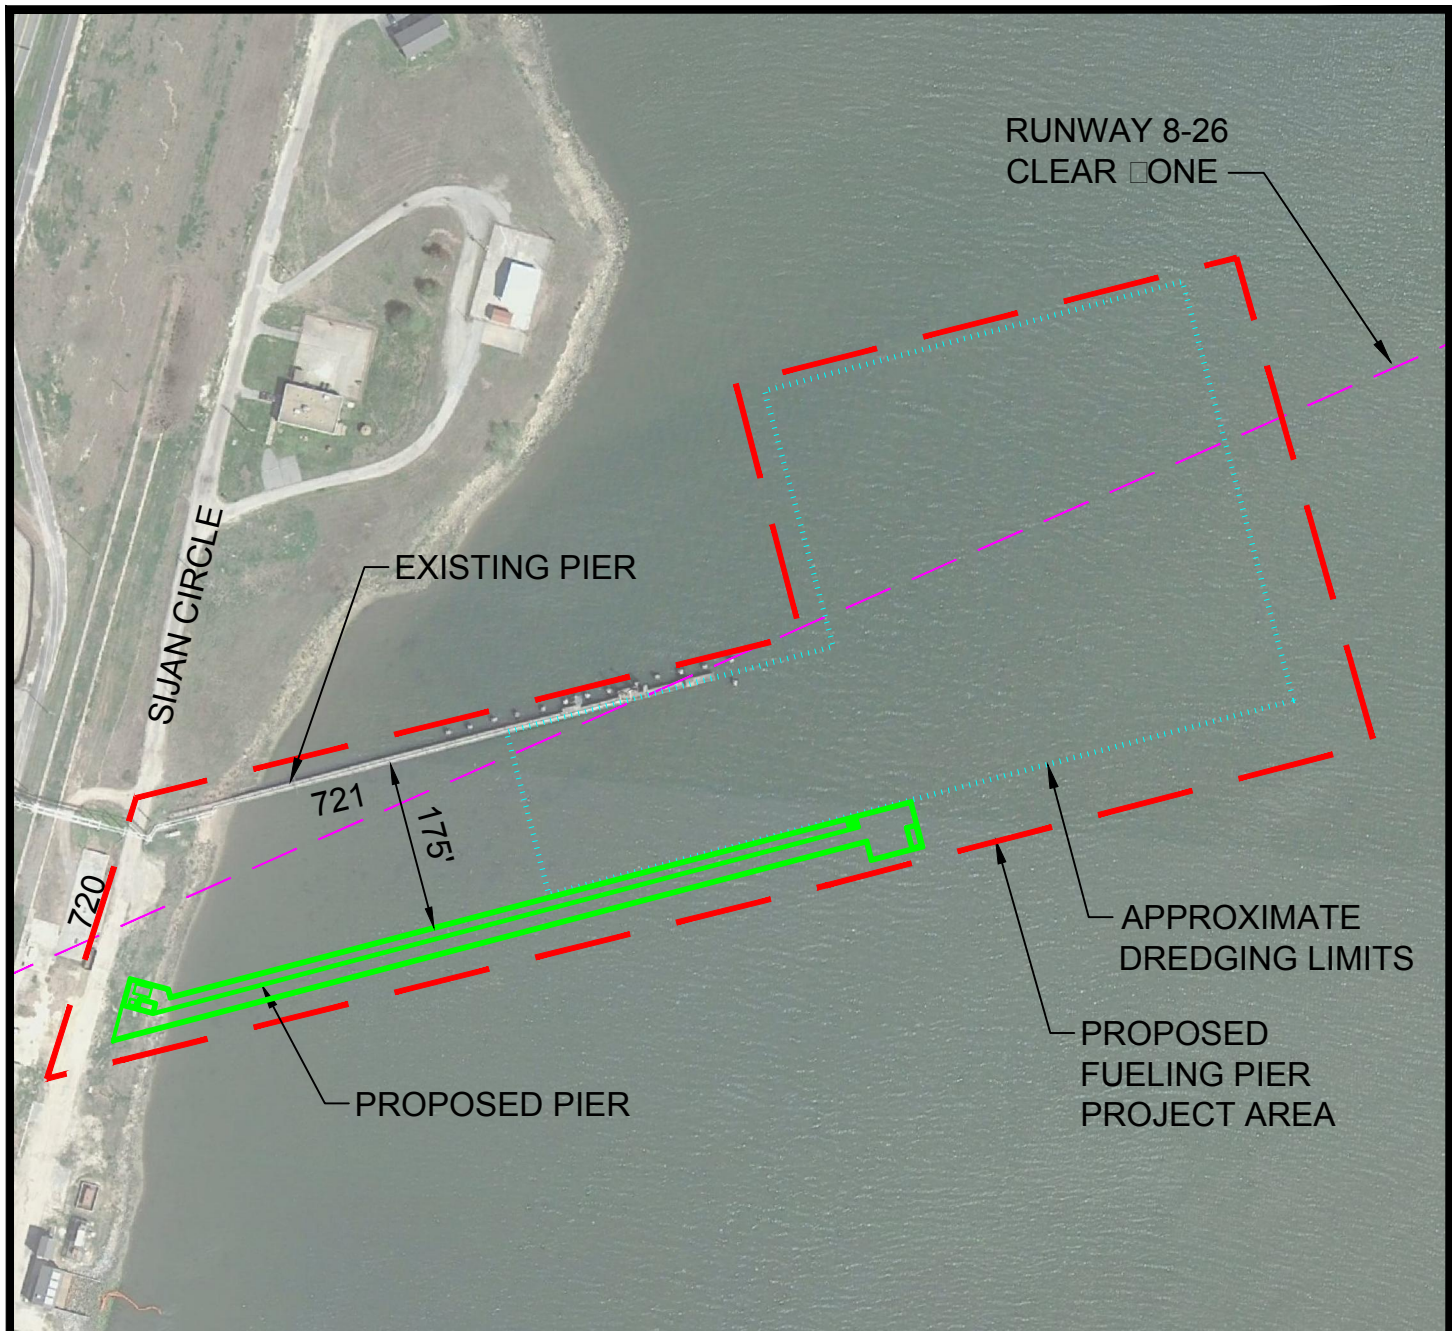 RUNWAY 8-26
CLEAR □ONE
EXISTING PIER
SIJAN CIRCLE
721
175'
720
APPROXIMATE
DREDGING LIMITS
PROPOSED
FUELING PIER
PROJECT AREA
PROPOSED PIER